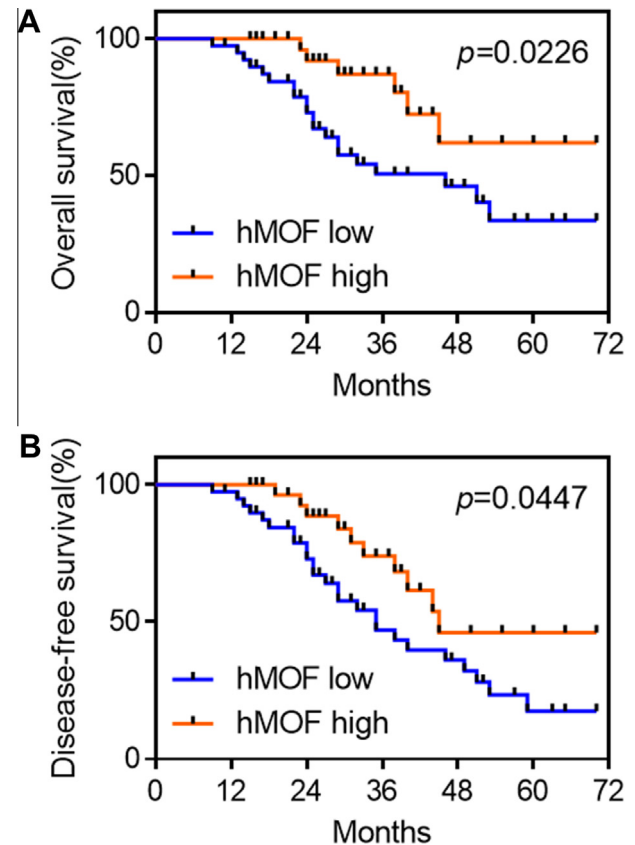 A
Overall survival(%)
100
50
0
p=0.0226
hMOF low
hMOF high
0 12 24 36 48 60 72
Months
B
Disease-free survival(%)
100
50
0
p=0.0447
hMOF low
hMOF high
0 12 24 36 48 60 72
Months